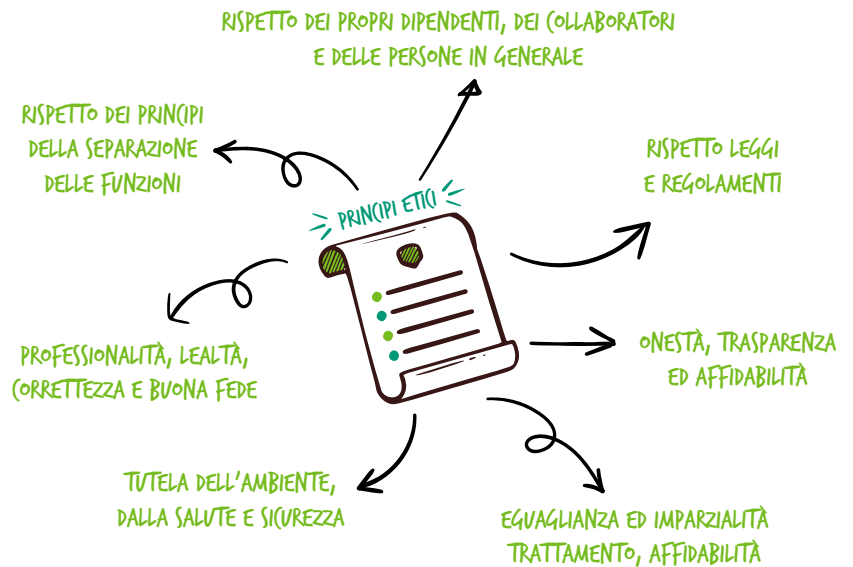 RISPETTO DEI PROPRI DIPENDENTI, DEI COLLABORATORI
E DELLE PERSONE IN GENERALE
RISPETTO DEI PRINCIPI
DELLA SEPARAZIONE
DELLE FUNZIONI
RISPETTO LEGGI
E REGOLAMENTI
PRINCIPI ETICI
PROFESSIONALITÀ, LEALTÀ,
CORRETTEZZA E BUONA FEDE
ONESTÀ, TRASPARENZA
ED AFFIDABILITÀ
TUTELA DELL'AMBIENTE,
DALLA SALUTE E SICUREZZA
EGUAGLIANZA ED IMPARZIALITÀ
TRATTAMENTO, AFFIDABILITÀ